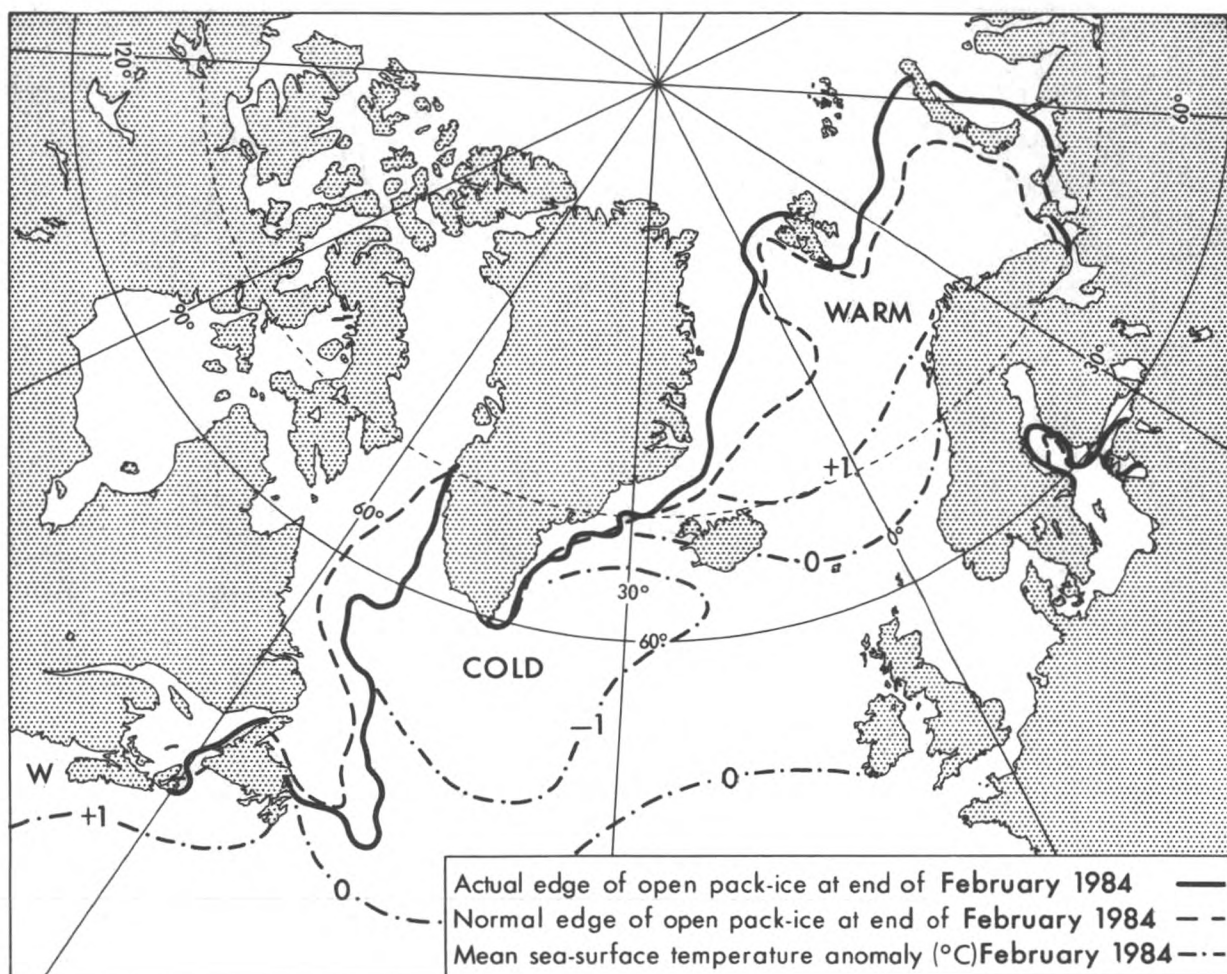 120°
60°
90°
WARM
30°
+1
60°
0°
0
30°
60°
COLD
−1
W
0
+1
0
Actual edge of open pack-ice at end of February 1984
Normal edge of open pack-ice at end of February 1984
Mean sea-surface temperature anomaly (°C) February 1984